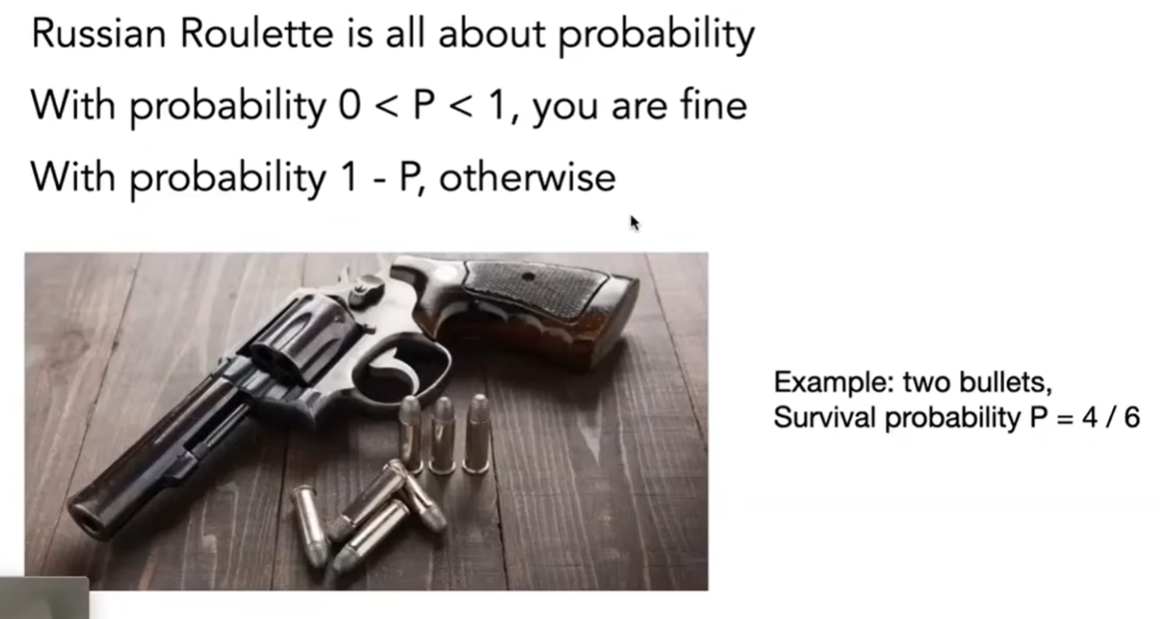 Russian Roulette is all about probability
With probability 0 < P < 1, you are fine
With probability 1 - P, otherwise
Example: two bullets,
Survival probability P = 4 / 6